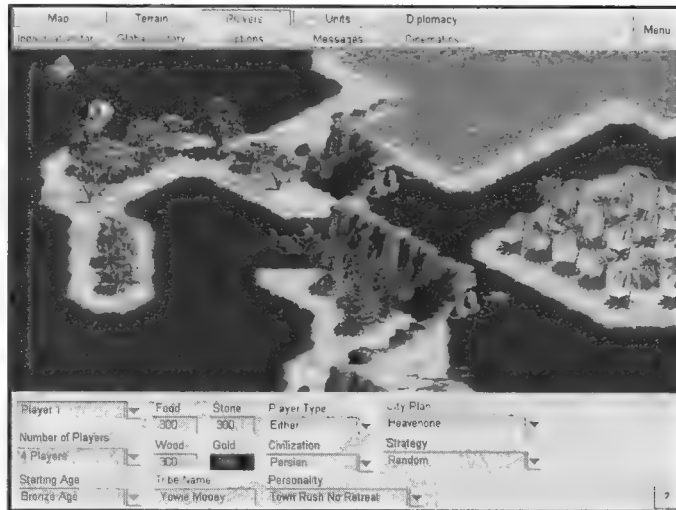 Map Terrain Players Units Diplomacy
Menu
Messages Cinematics
Player 1 Food Stone Player Type City Plan
300 300 Either Heavenone
Number of Players Wood Gold Civilization Strategy
4 Players 300 Persian Random
Starting Age Tribe Name Personality
Bronze Age Yowie Mooey Town Rush No Retreat
?